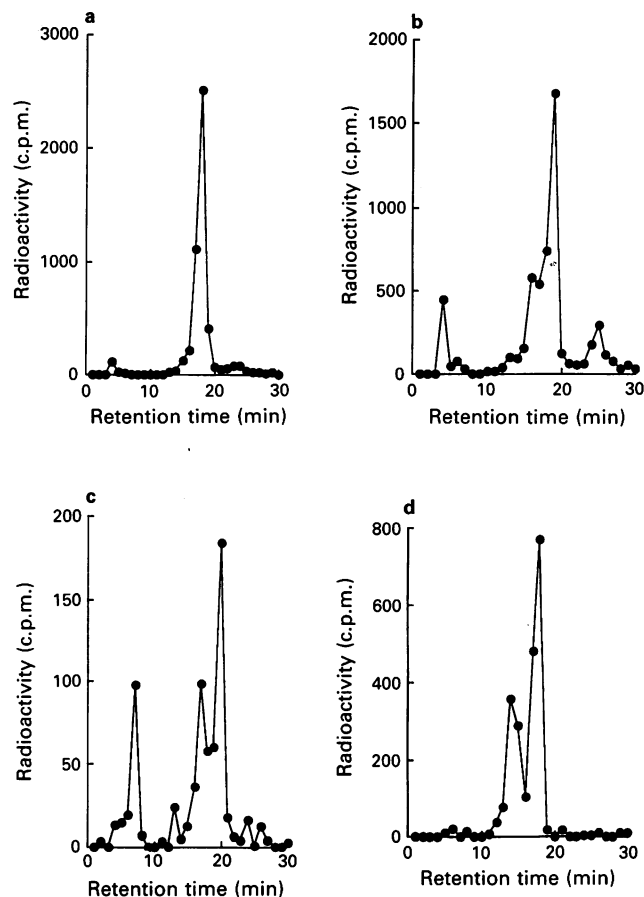 a
3000
2000
1000
0
0 10 20 30
Radioactivity (c.p.m.)
Retention time (min)
b
2000
1500
1000
500
0
0 10 20 30
Radioactivity (c.p.m.)
Retention time (min)
c
200
150
100
50
0
0 10 20 30
Radioactivity (c.p.m.)
Retention time (min)
d
800
600
400
200
0
0 10 20 30
Radioactivity (c.p.m.)
Retention time (min)